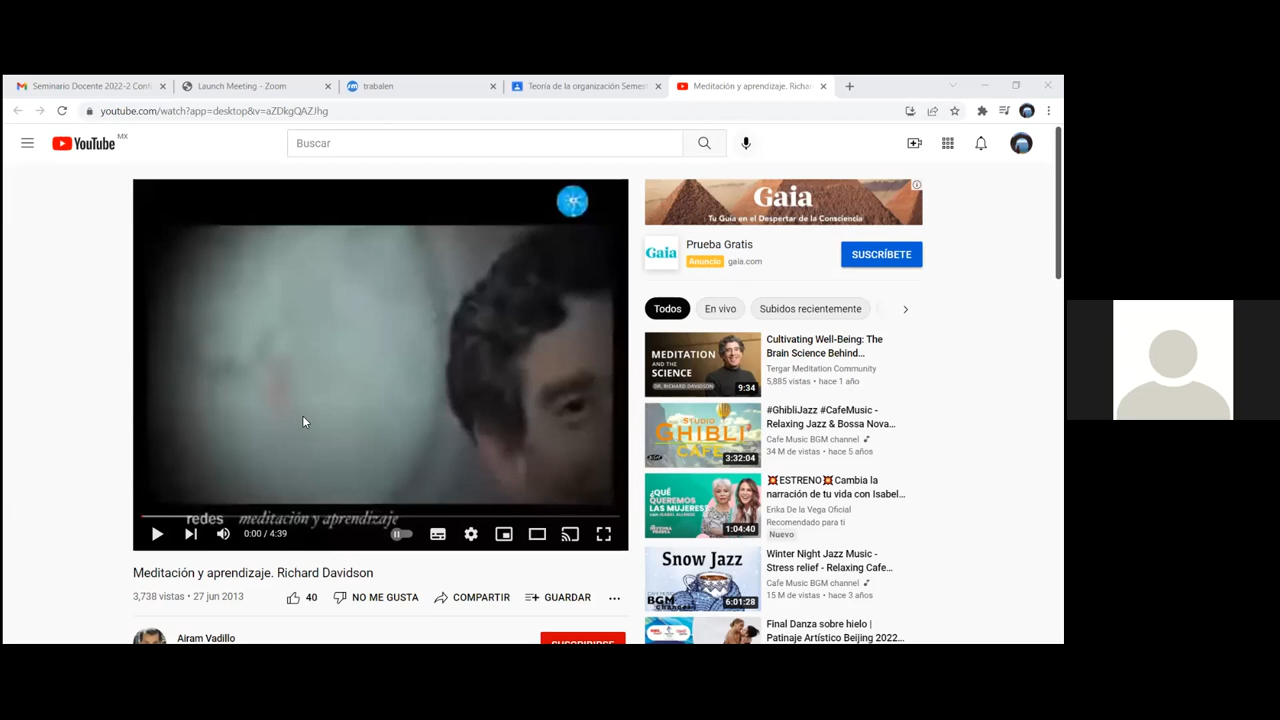 Seminario Docente 2022-2 Confi
Launch Meeting - Zoom
trabalen
Teoría de la organización Semest
Meditación y aprendizaje. Richar
youtube.com/watch?app=desktop&v=aZDkgQAZJhg
YouTube MX
Buscar
Gaia
Tu Guía en el Despertar de la Consciencia
Gaia
Prueba Gratis
Anuncio gaia.com
SUSCRÍBETE
Todos
En vivo
Subidos recientemente
MEDITATION
AND THE
SCIENCE
DR. RICHARD DAVIDSON
9:34
Cultivating Well-Being: The
Brain Science Behind...
Tergar Meditation Community
5,885 vistas • hace 1 año
STUDIO
GHIBLI
CAFE
3:32:04
#GhibliJazz #CafeMusic -
Relaxing Jazz & Bossa Nova...
Cafe Music BGM channel
34 M de vistas • hace 5 años
¿QUÉ
QUEREMOS
LAS MUJERES?
1:04:40
💥ESTRENO💥Cambia la
narración de tu vida con Isabel...
Erika De la Vega Oficial
Recomendado para ti
Nuevo
Snow Jazz
BGM
6:01:28
Winter Night Jazz Music -
Stress relief - Relaxing Cafe...
Cafe Music BGM channel
15 M de vistas • hace 3 años
Final Danza sobre hielo |
Patinaje Artístico Beijing 2022...
redes meditación y aprendizaje
0:00 / 4:39
Meditación y aprendizaje. Richard Davidson
3,738 vistas • 27 jun 2013
40
NO ME GUSTA
COMPARTIR
GUARDAR
Airam Vadillo
SUSCRIBIRSE